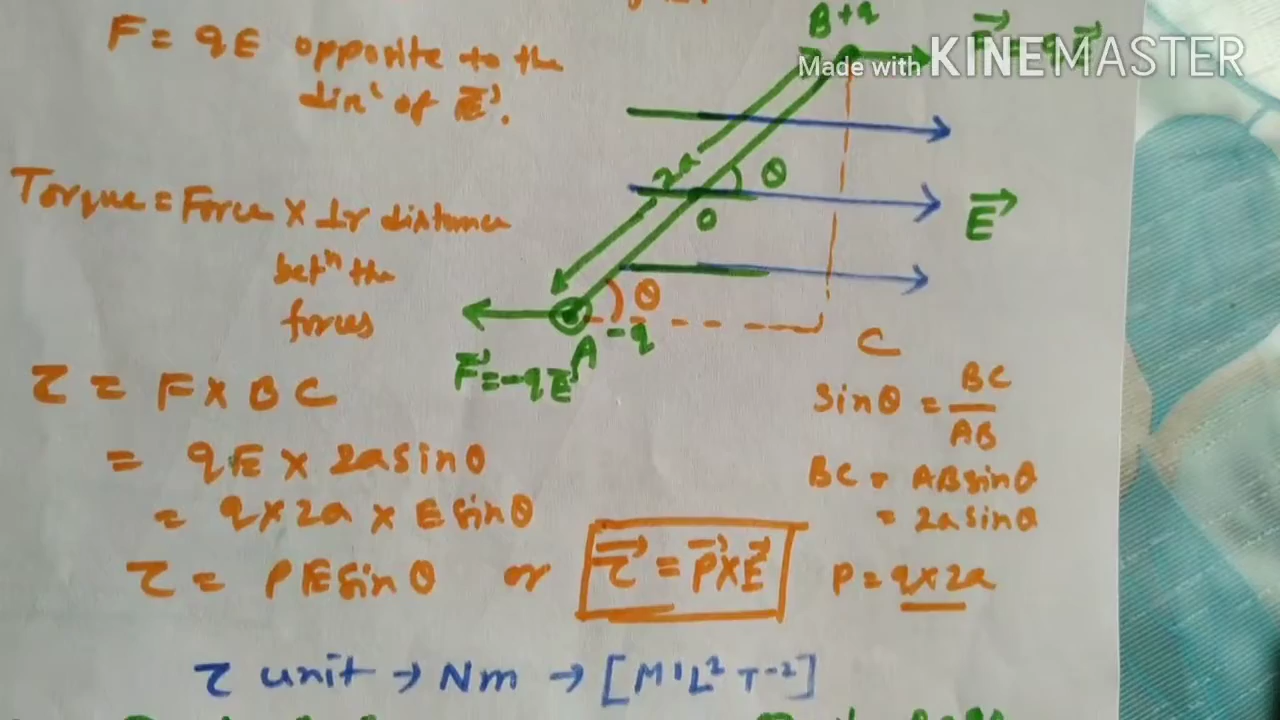 F = qE opposite to the
dirⁿ of E⃗.
B +q
Made with KINEMASTER
2a
θ
O
E⃗
Torque = Force × ⊥r distance
betⁿ the
forces
θ
-q
A
C
F⃗ = -qE⃗
τ = F × BC
sinθ = BC/AB
= qE × 2a sinθ
BC = AB sinθ
= q × 2a × E sinθ
= 2a sinθ
τ = PE sinθ or τ⃗ = P⃗ × E⃗
P = q × 2a
τ unit → Nm → [M¹L² T⁻²]